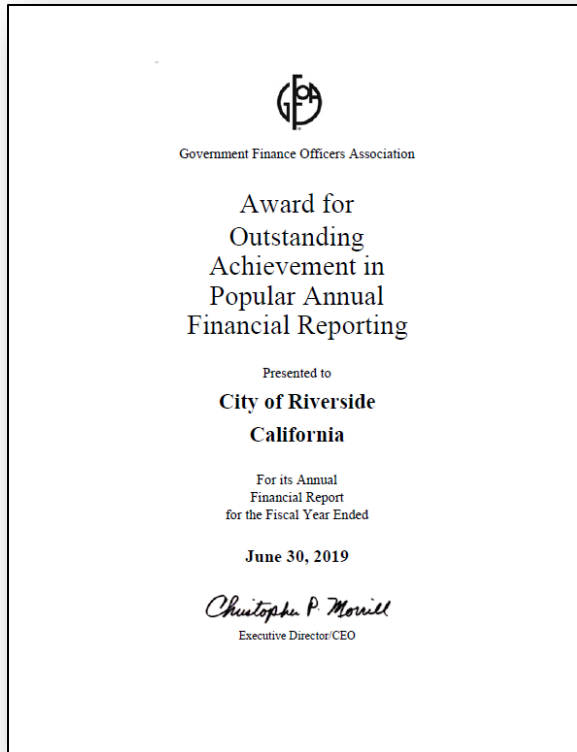 GFOA
Government Finance Officers Association
Award for
Outstanding
Achievement in
Popular Annual
Financial Reporting
Presented to
City of Riverside
California
For its Annual
Financial Report
for the Fiscal Year Ended
June 30, 2019
Christopher P. Morrill
Executive Director/CEO